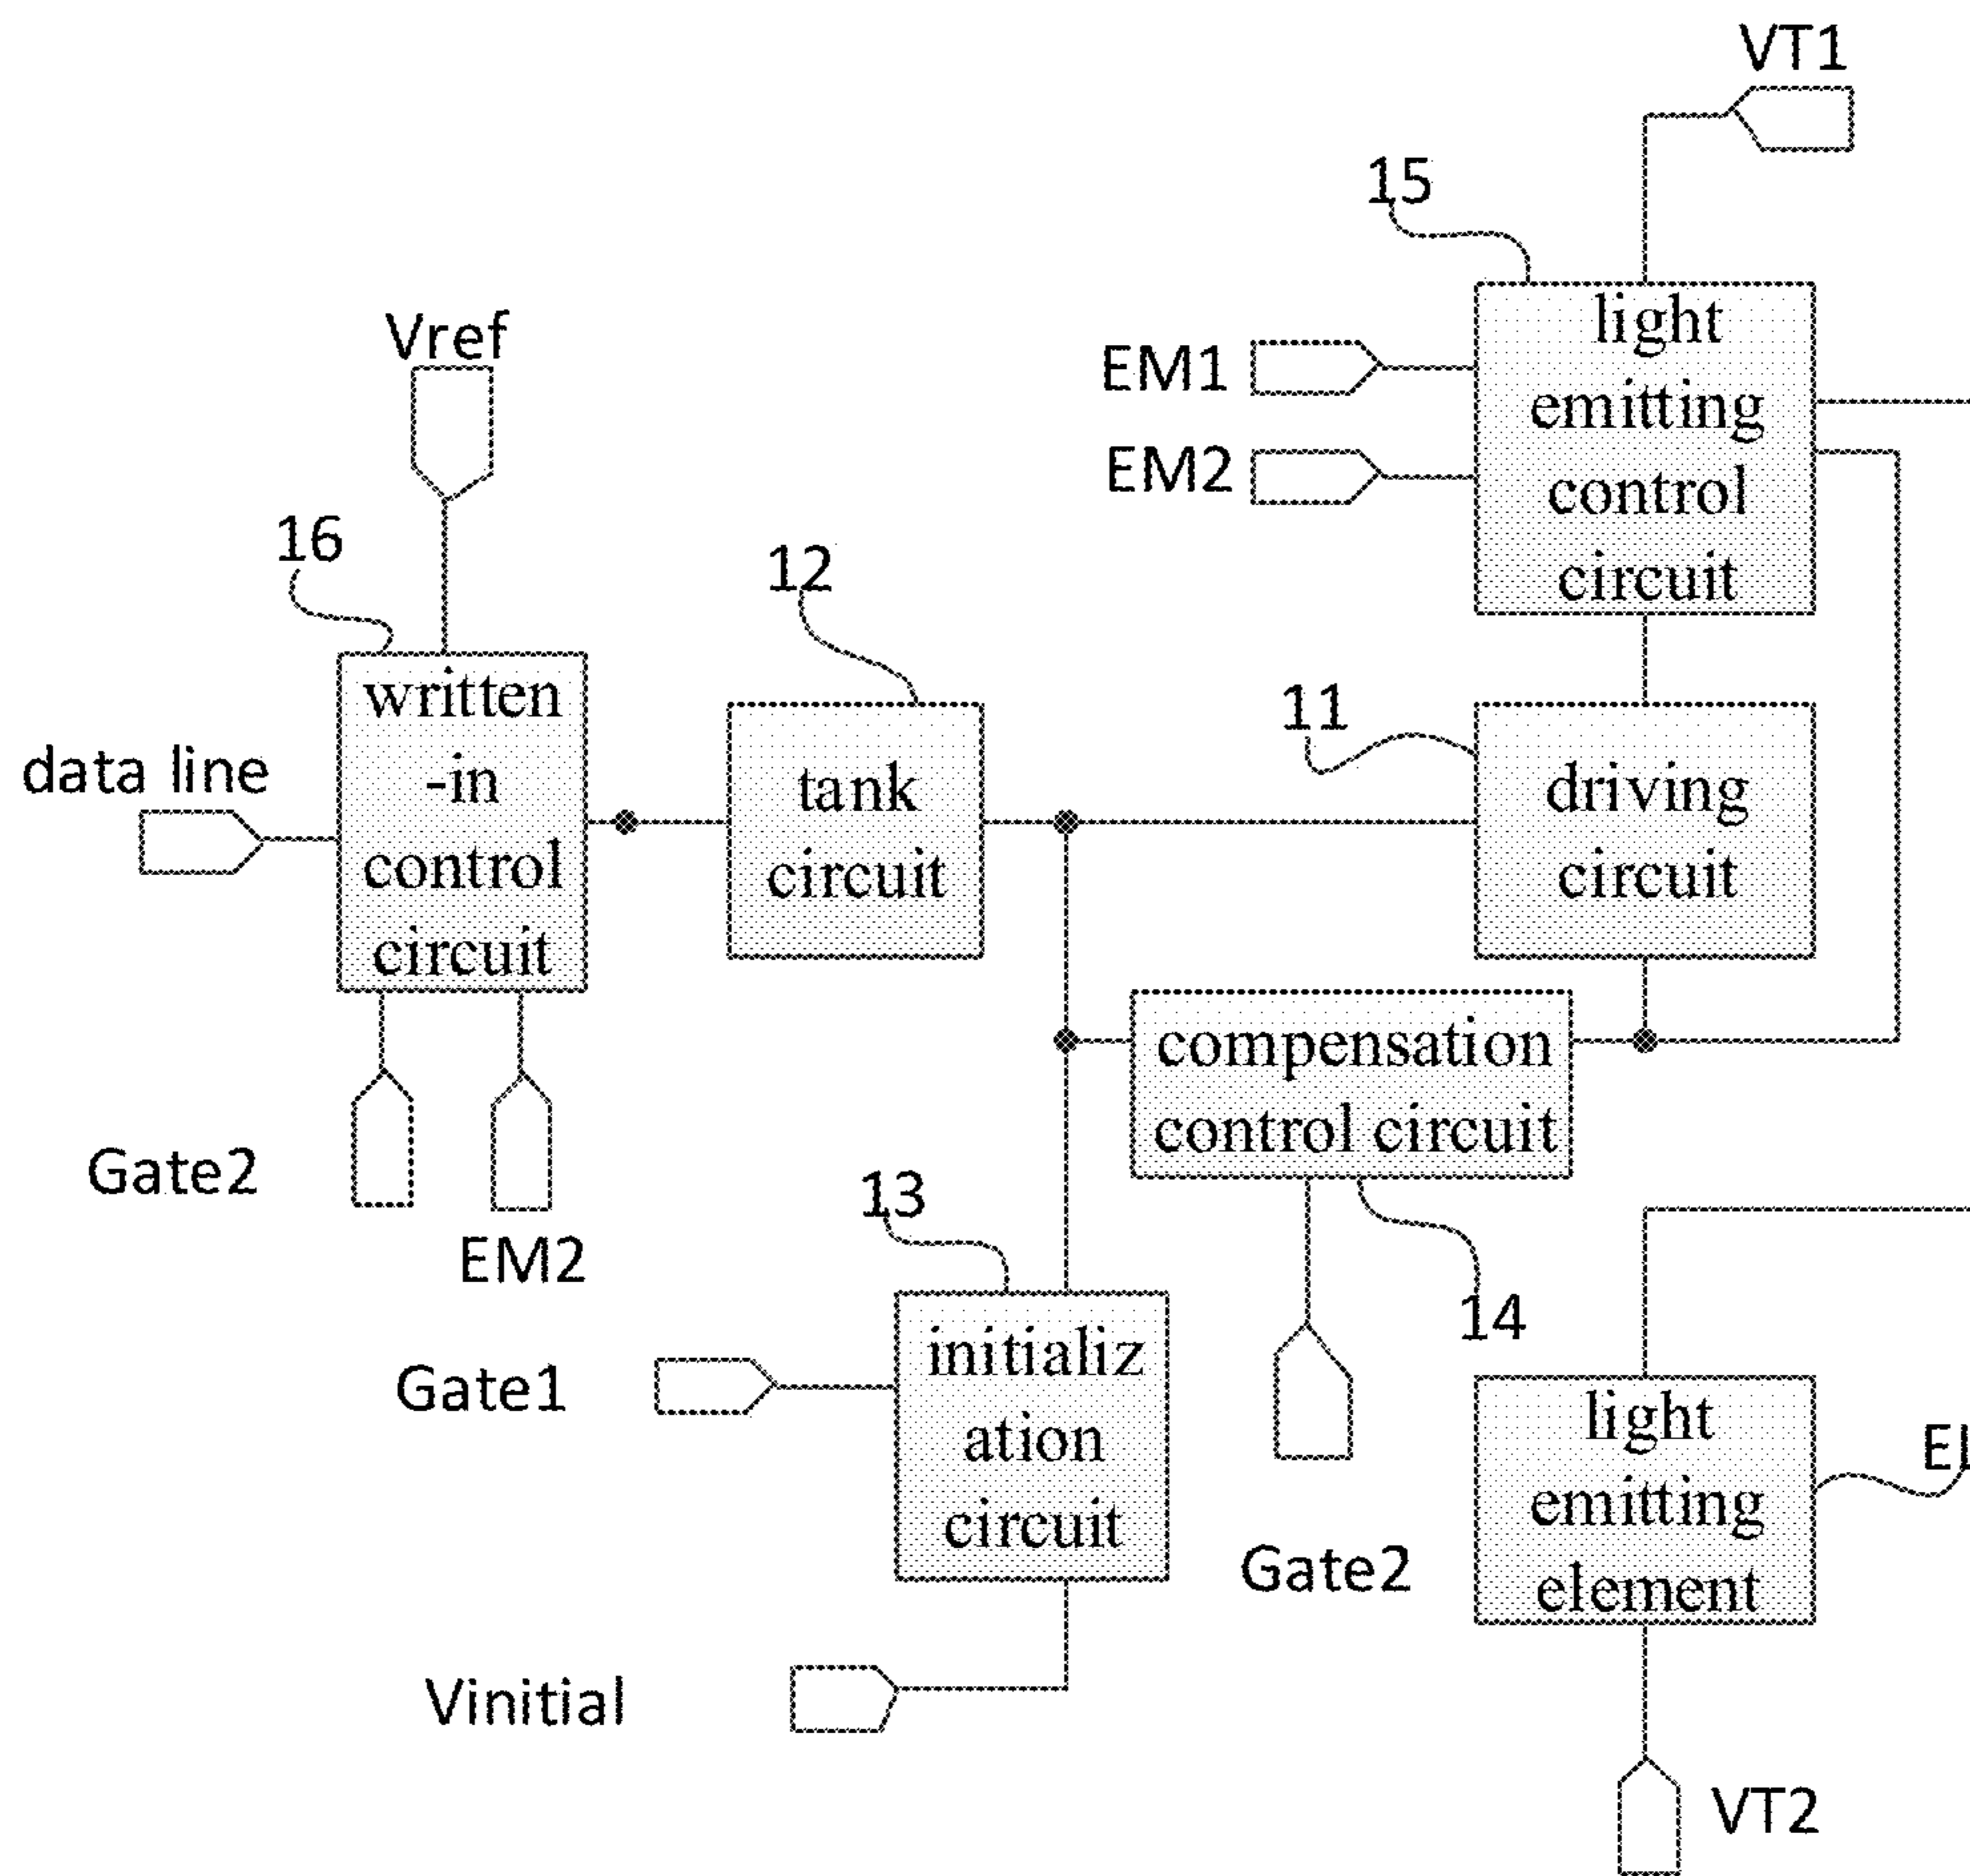 VT1
15
light
emitting
control
circuit
EM1
EM2
Vref
16
written
-in
control
circuit
data line
Gate2
EM2
12
tank
circuit
11
driving
circuit
compensation
control circuit
14
Gate2
13
initializ
ation
circuit
Gate1
Vinitial
light
emitting
element
VT2